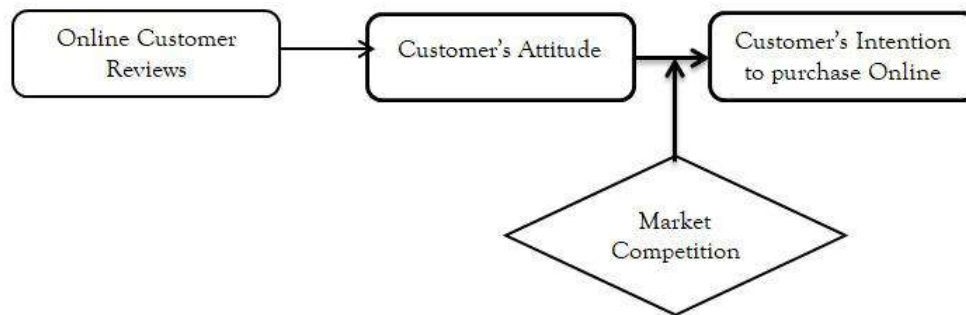 Online Customer
Reviews
Customer's Attitude
Customer's Intention
to purchase Online
Market
Competition